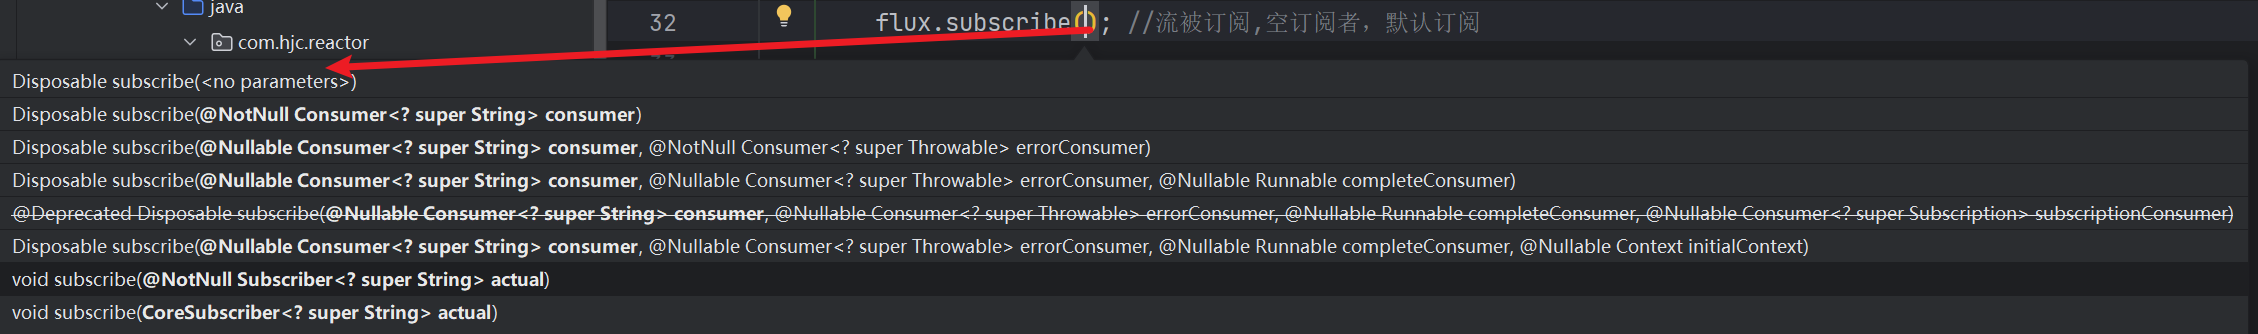 java
32 flux.subscribe(); //流被订阅,空订阅者，默认订阅
com.hjc.reactor
Disposable subscribe(<no parameters>)
Disposable subscribe(@NotNull Consumer<? super String> consumer)
Disposable subscribe(@Nullable Consumer<? super String> consumer, @NotNull Consumer<? super Throwable> errorConsumer)
Disposable subscribe(@Nullable Consumer<? super String> consumer, @Nullable Consumer<? super Throwable> errorConsumer, @Nullable Runnable completeConsumer)
@Deprecated Disposable subscribe(@Nullable Consumer<? super String> consumer, @Nullable Consumer<? super Throwable> errorConsumer, @Nullable Runnable completeConsumer, @Nullable Consumer<? super Subscription> subscriptionConsumer)
Disposable subscribe(@Nullable Consumer<? super String> consumer, @Nullable Consumer<? super Throwable> errorConsumer, @Nullable Runnable completeConsumer, @Nullable Context initialContext)
void subscribe(@NotNull Subscriber<? super String> actual)
void subscribe(CoreSubscriber<? super String> actual)